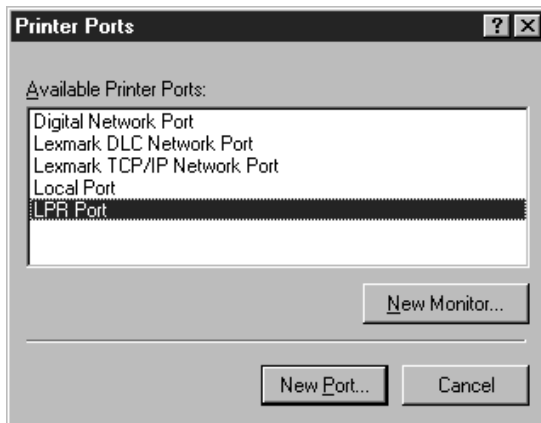 Printer Ports
Available Printer Ports:
Digital Network Port
Lexmark DLC Network Port
Lexmark TCP/IP Network Port
Local Port
LPR Port
New Monitor...
New Port...
Cancel